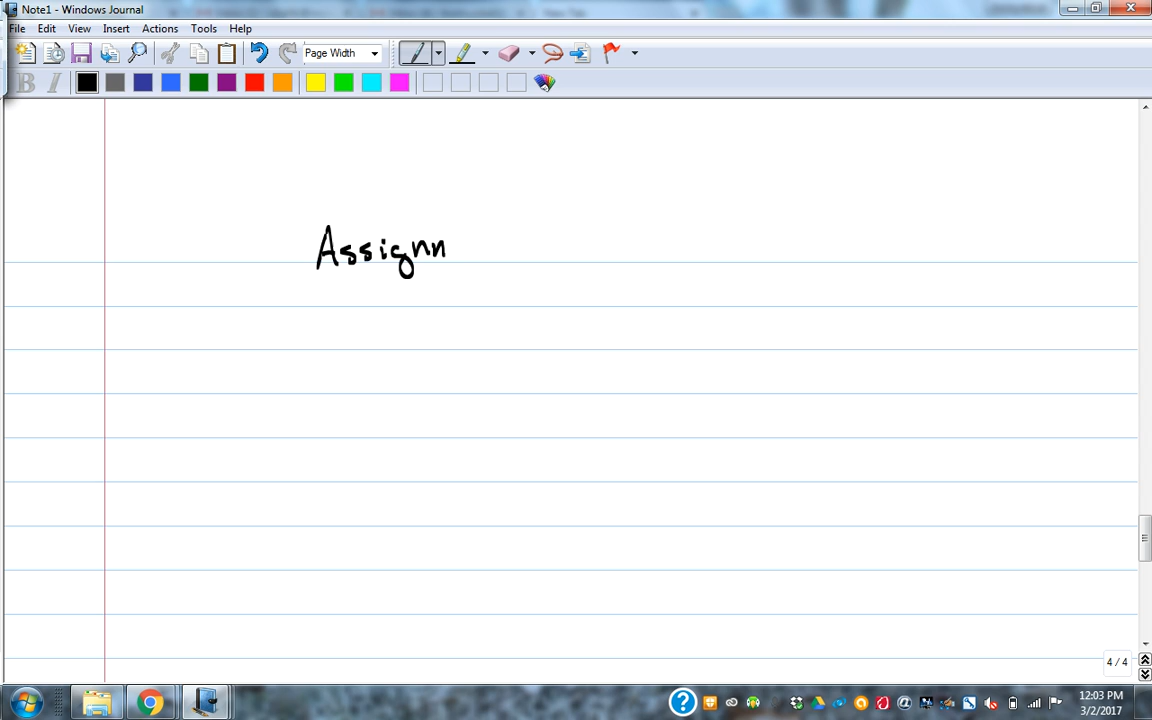 Note1 - Windows Journal
File Edit View Insert Actions Tools Help
Page Width
B I
Assignn
4 / 4
12:03 PM
3/2/2017